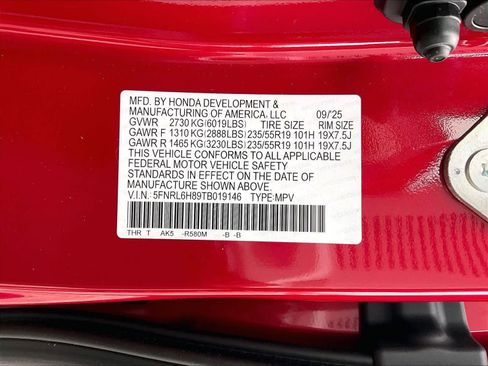 MFD. BY HONDA DEVELOPMENT &
MANUFACTURING OF AMERICA, LLC 09/25
GVWR 2730 KG(6019LBS) TIRE SIZE RIM SIZE
GAWR F 1310 KG(2888LBS) 235/55R19 101H 19X7.5J
GAWR R 1465 KG(3230LBS) 235/55R19 101H 19X7.5J
THIS VEHICLE CONFORMS TO ALL APPLICABLE
FEDERAL MOTOR VEHICLE SAFETY
STANDARDS IN EFFECT ON THE DATE OF
MANUFACTURE SHOWN ABOVE.
V.I.N.: 5FNRL6H89TB019146 TYPE: MPV
THR T AK5 -R580M -B -B